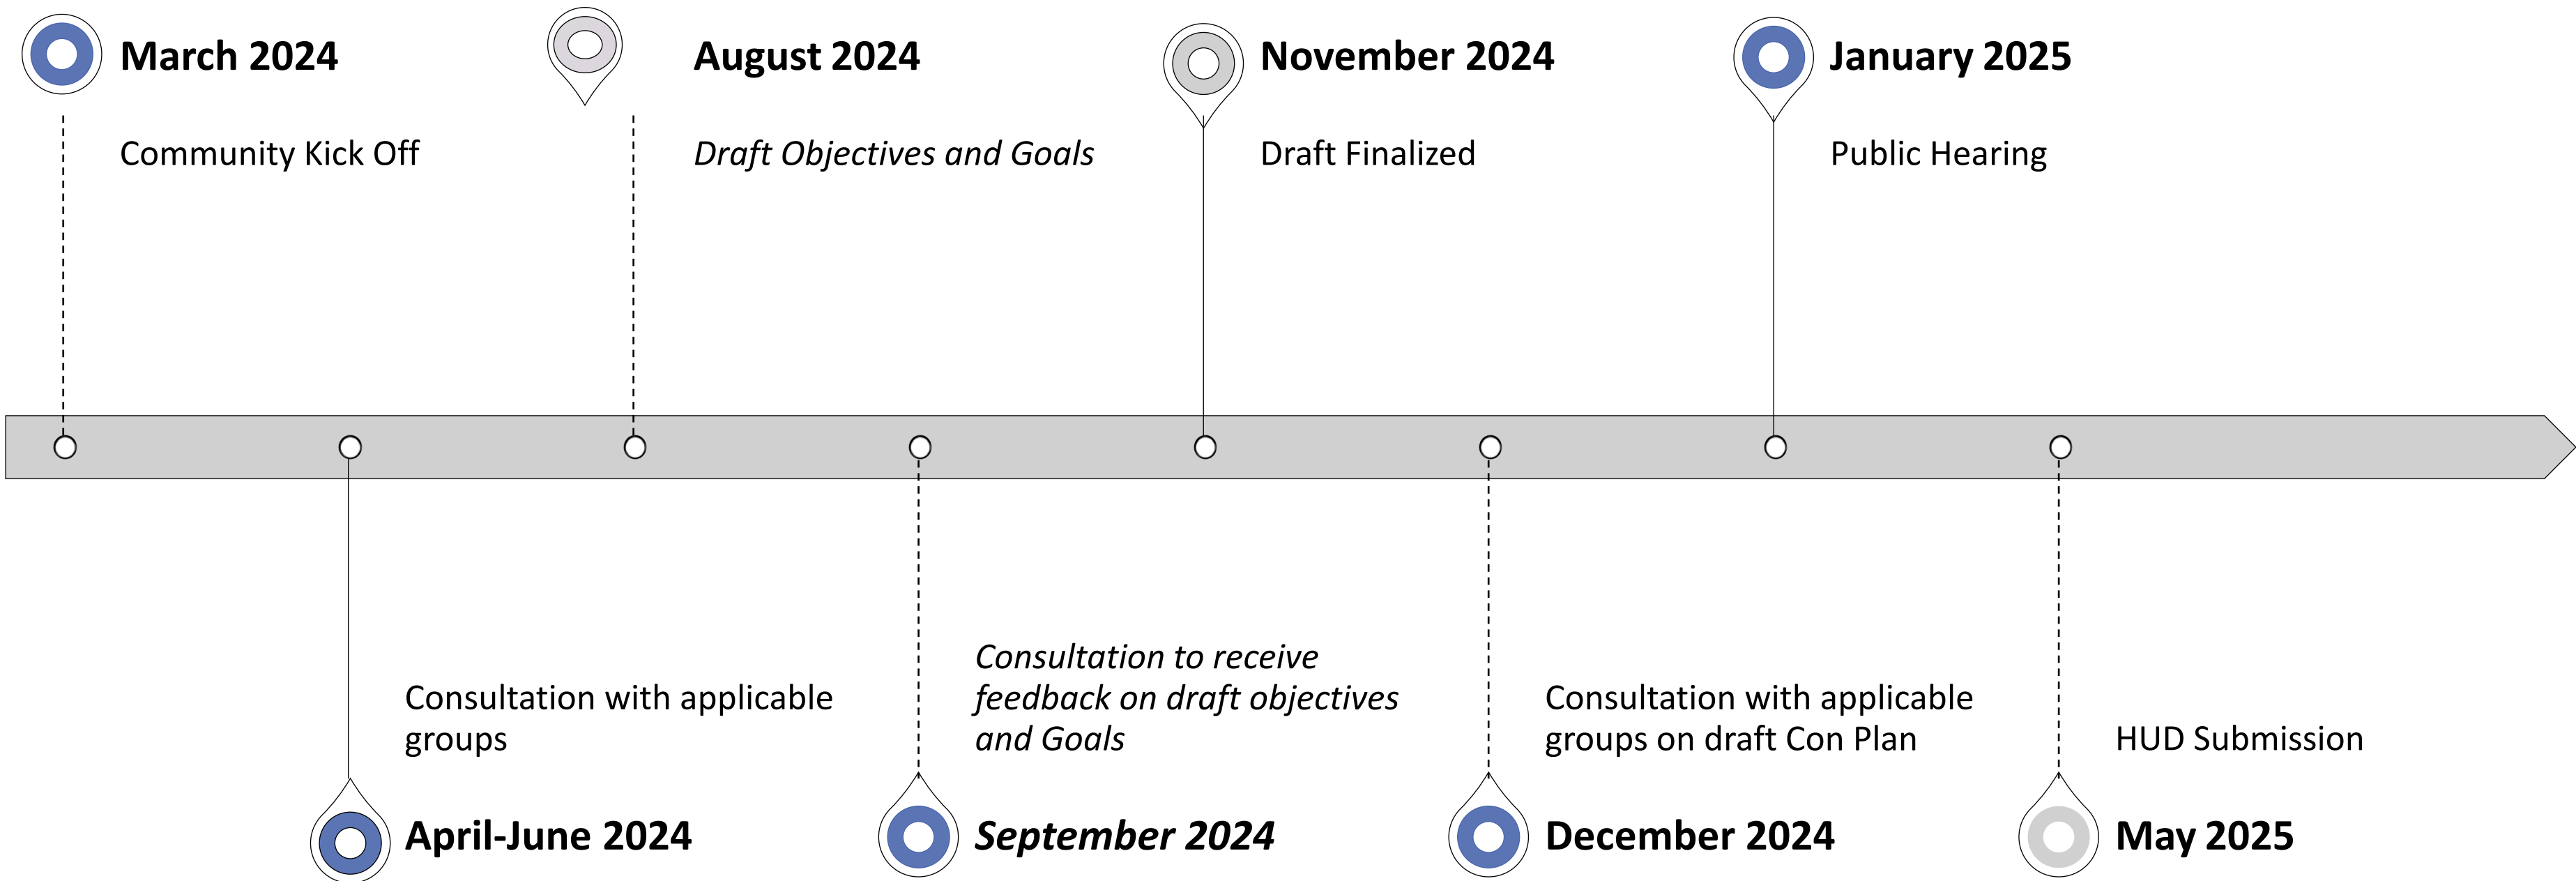 March 2024
Community Kick Off
August 2024
Draft Objectives and Goals
November 2024
Draft Finalized
January 2025
Public Hearing
Consultation with applicable
groups
April-June 2024
Consultation to receive
feedback on draft objectives
and Goals
September 2024
Consultation with applicable
groups on draft Con Plan
December 2024
HUD Submission
May 2025